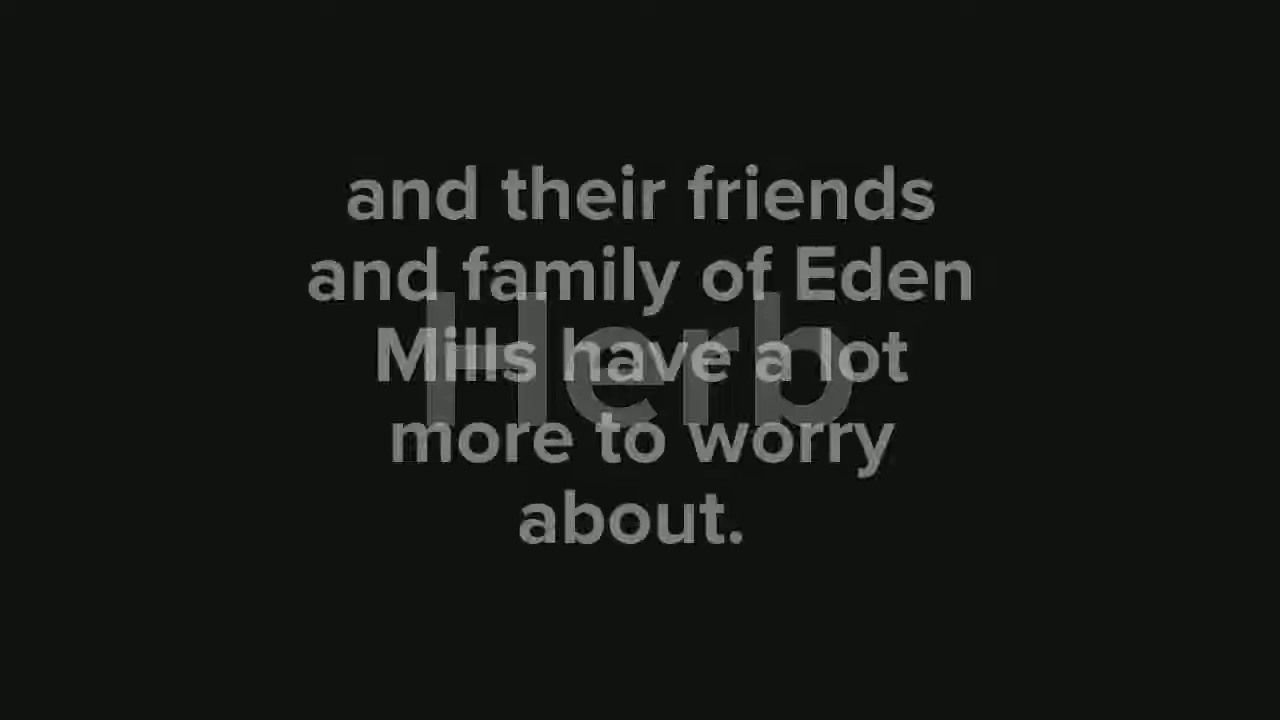 and their friends
and family of Eden
Mills have a lot
more to worry
about.
Herb